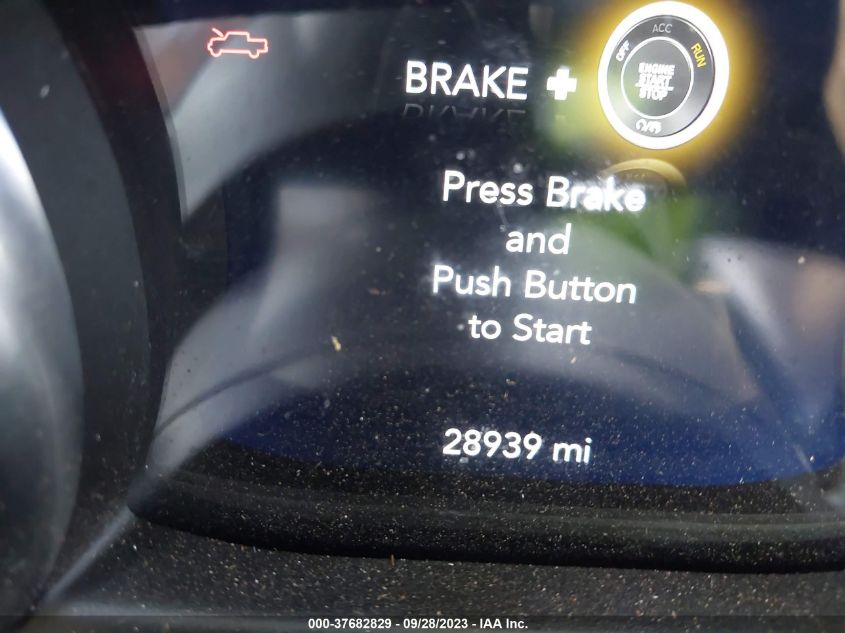 ACC
OFF
RUN
ENGINE
START
STOP
BRAKE +
Press Brake
and
Push Button
to Start
28939 mi
000-37682829 - 09/28/2023 - IAA Inc.